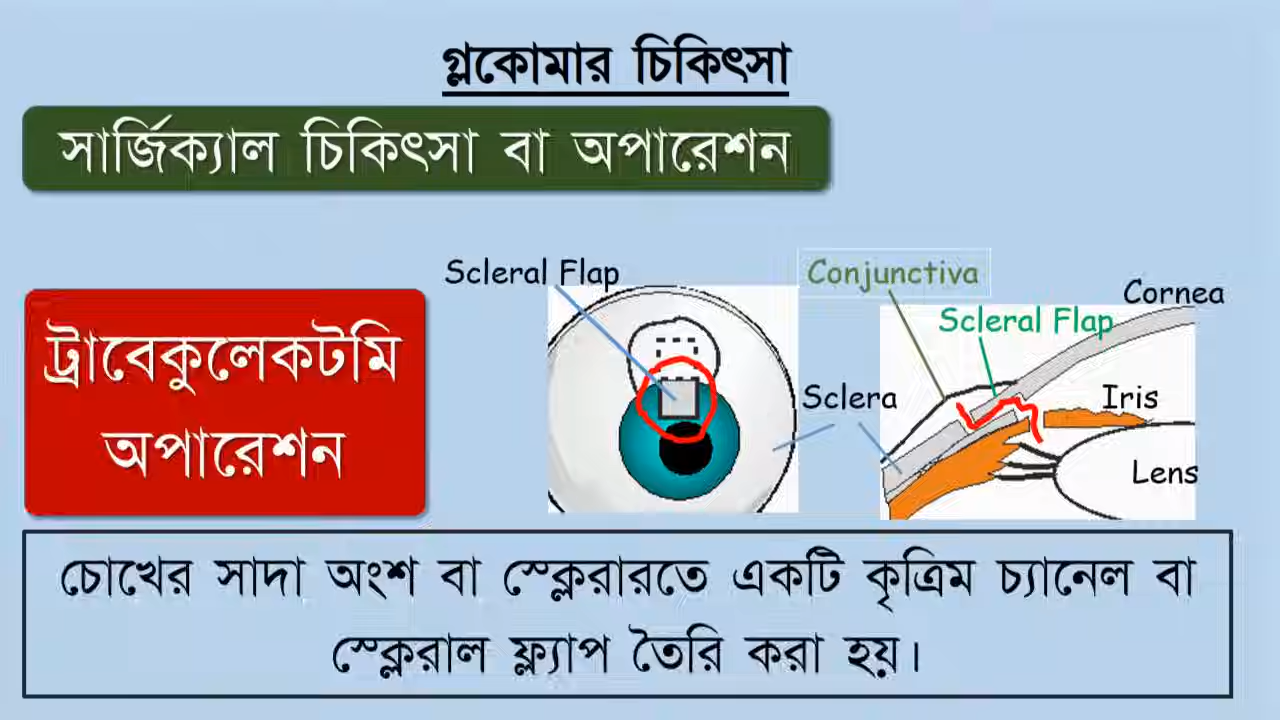 গ্লকোমার চিকিৎসা
সার্জিক্যাল চিকিৎসা বা অপারেশন
Scleral Flap
Conjunctiva
Cornea
Scleral Flap
ট্রাবেকুলেকটমি
অপারেশন
Sclera
Iris
Lens
চোখের সাদা অংশ বা স্ক্লেরারতে একটি কৃত্রিম চ্যানেল বা
স্ক্লেরাল ফ্ল্যাপ তৈরি করা হয়।